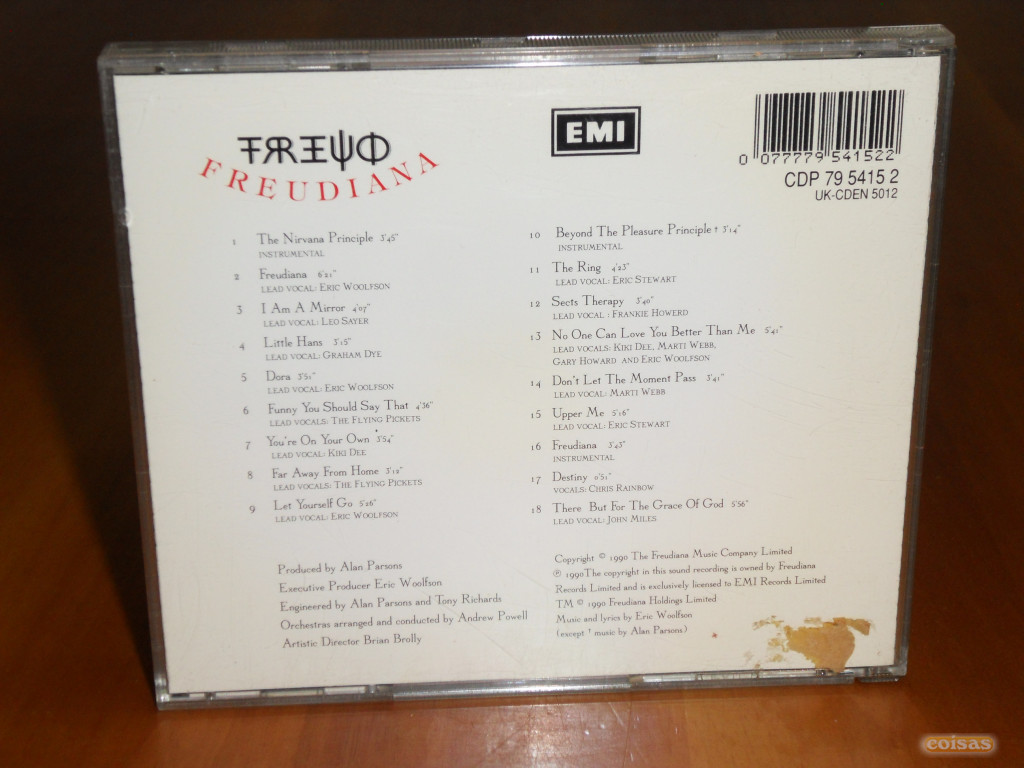 FREUDIANA
EMI
0 077779 541522
CDP 79 5415 2
UK-CDEN 5012
1 The Nirvana Principle 3'45"
INSTRUMENTAL
2 Freudiana 6'21"
LEAD VOCAL: ERIC WOOLFSON
3 I Am A Mirror 4'07"
LEAD VOCAL: LEO SAYER
4 Little Hans 3'15"
LEAD VOCAL: GRAHAM DYE
5 Dora 3'51"
LEAD VOCAL: ERIC WOOLFSON
6 Funny You Should Say That 4'36"
LEAD VOCALS: THE FLYING PICKETS
7 You're On Your Own 3'54"
LEAD VOCAL: KIKI DEE
8 Far Away From Home 3'12"
LEAD VOCALS: THE FLYING PICKETS
9 Let Yourself Go 5'26"
LEAD VOCAL: ERIC WOOLFSON
10 Beyond The Pleasure Principle † 3'14"
INSTRUMENTAL
11 The Ring 4'23"
LEAD VOCAL: ERIC STEWART
12 Sects Therapy 3'40"
LEAD VOCAL : FRANKIE HOWERD
13 No One Can Love You Better Than Me 5'41"
LEAD VOCALS: KIKI DEE, MARTI WEBB,
GARY HOWARD AND ERIC WOOLFSON
14 Don't Let The Moment Pass 3'41"
LEAD VOCAL: MARTI WEBB
15 Upper Me 5'16"
LEAD VOCAL: ERIC STEWART
16 Freudiana 3'43"
INSTRUMENTAL
17 Destiny 0'51"
VOCALS: CHRIS RAINBOW
18 There But For The Grace Of God 5'56"
LEAD VOCAL: JOHN MILES
Produced by Alan Parsons
Executive Producer Eric Woolfson
Engineered by Alan Parsons and Tony Richards
Orchestras arranged and conducted by Andrew Powell
Artistic Director Brian Brolly
Copyright © 1990 The Freudiana Music Company Limited
℗ 1990 The copyright in this sound recording is owned by Freudiana
Records Limited and is exclusively licensed to EMI Records Limited
TM © 1990 Freudiana Holdings Limited
Music and lyrics by Eric Woolfson
(except † music by Alan Parsons)
coisas